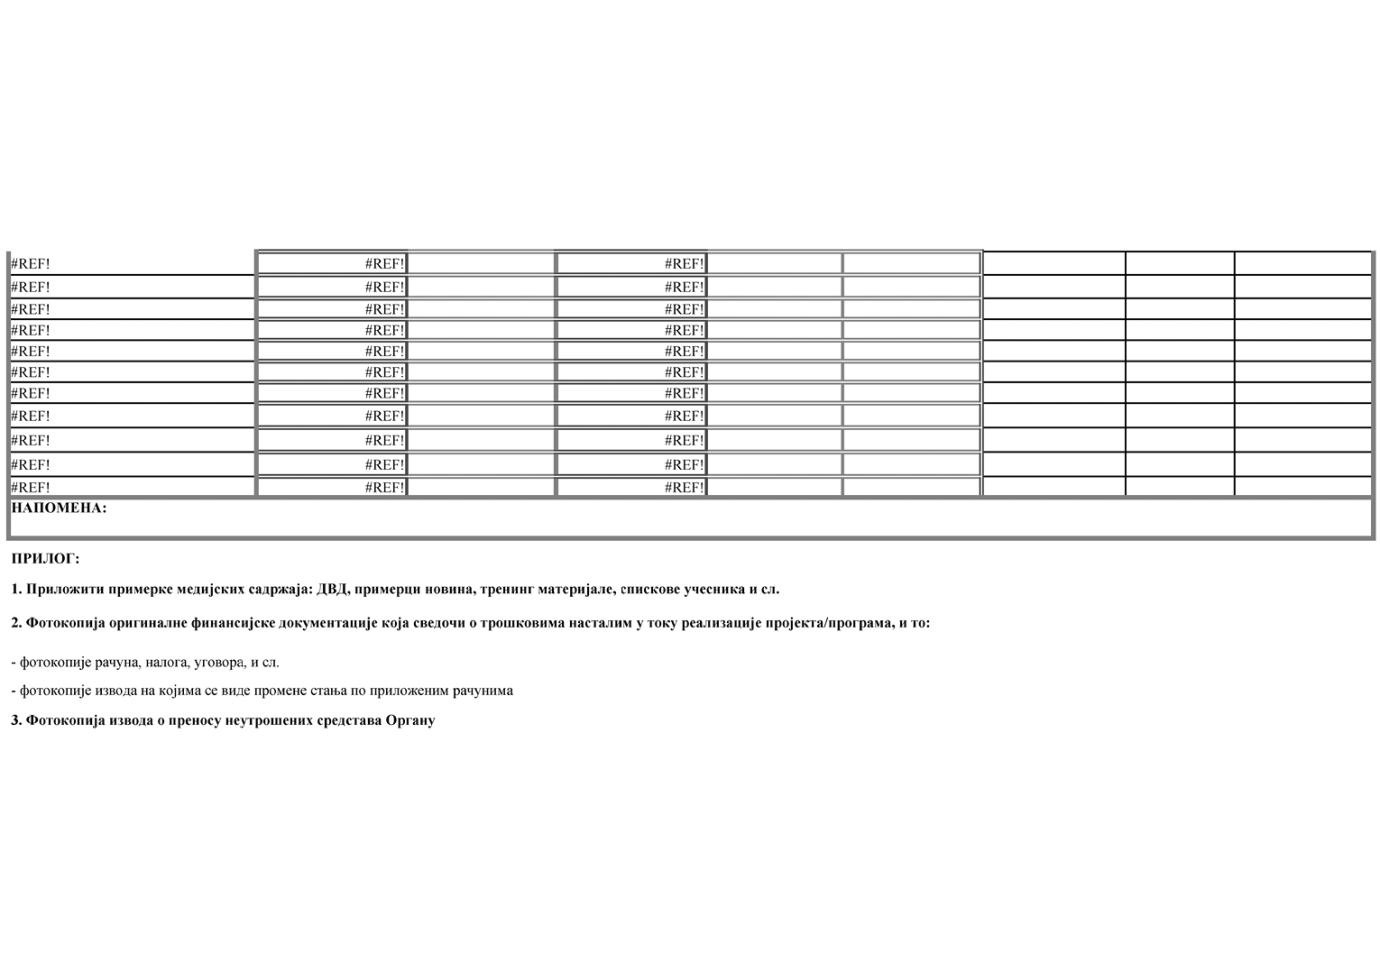 #REF! #REF! #REF!
#REF! #REF! #REF!
#REF! #REF! #REF!
#REF! #REF! #REF!
#REF! #REF! #REF!
#REF! #REF! #REF!
#REF! #REF! #REF!
#REF! #REF! #REF!
#REF! #REF! #REF!
#REF! #REF! #REF!
#REF! #REF! #REF!
НАПОМЕНА:
ПРИЛОГ:
1. Приложити примерке медијских садржаја: ДВД, примерци новина, тренинг материјале, спискове учесника и сл.
2. Фотокопија оригиналне финансијске документације која сведочи о трошковима насталим у току реализације пројекта/програма, и то:
- фотокопије рачуна, налога, уговора, и сл.
- фотокопије извода на којима се виде промене стања по приложеним рачунима
3. Фотокопија извода о преносу неутрошених средстава Органу